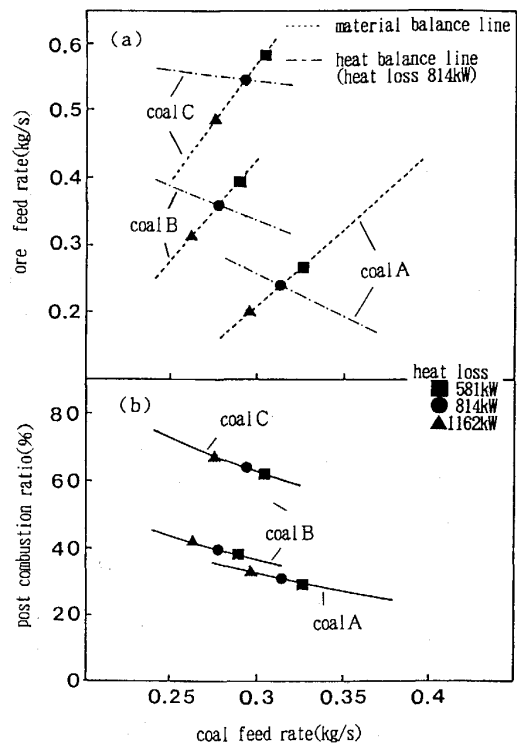 (a)
material balance line
heat balance line
(heat loss 814kW)
0.6
0.5
0.4
0.3
0.2
ore feed rate(kg/s)
coal C
coal B
coal A
(b)
heat loss
581kW
814kW
1162kW
80
60
40
20
0
post combustion ratio(%)
coal C
coal B
coal A
0.25
0.3
0.35
0.4
coal feed rate(kg/s)